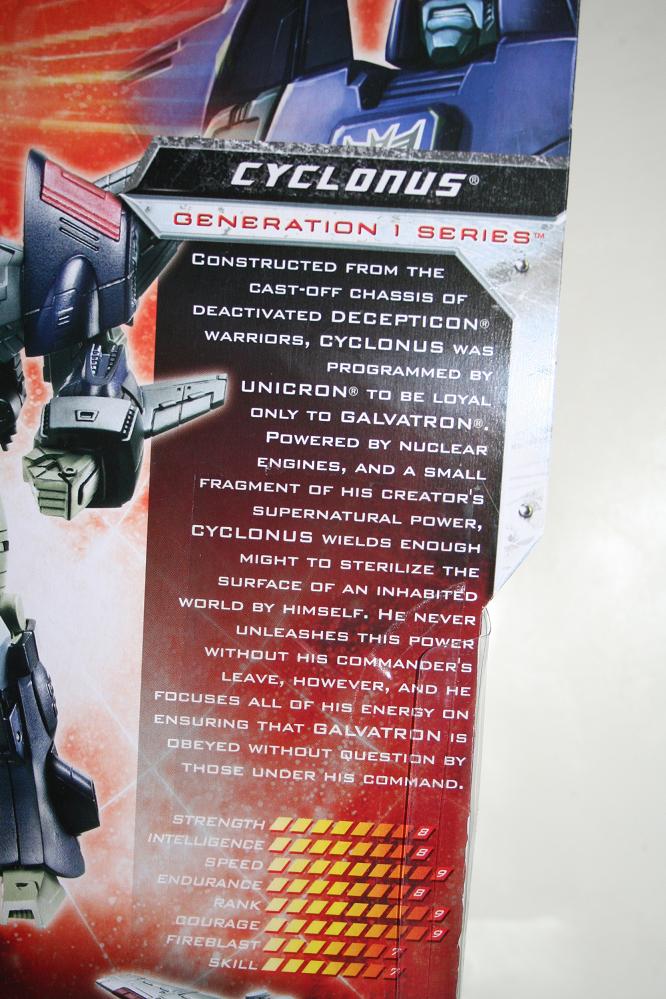 CYCLONUS®
GENERATION 1 SERIES™
CONSTRUCTED FROM THE
CAST-OFF CHASSIS OF
DEACTIVATED DECEPTICON®
WARRIORS, CYCLONUS WAS
PROGRAMMED BY
UNICRON® TO BE LOYAL
ONLY TO GALVATRON®.
POWERED BY NUCLEAR
ENGINES, AND A SMALL
FRAGMENT OF HIS CREATOR'S
SUPERNATURAL POWER,
CYCLONUS WIELDS ENOUGH
MIGHT TO STERILIZE THE
SURFACE OF AN INHABITED
WORLD BY HIMSELF. HE NEVER
UNLEASHES THIS POWER
WITHOUT HIS COMMANDER'S
LEAVE, HOWEVER, AND HE
FOCUSES ALL OF HIS ENERGY ON
ENSURING THAT GALVATRON IS
OBEYED WITHOUT QUESTION BY
THOSE UNDER HIS COMMAND.
STRENGTH 8
INTELLIGENCE 8
SPEED 9
ENDURANCE 8
RANK 9
COURAGE 9
FIREBLAST 7
SKILL 7